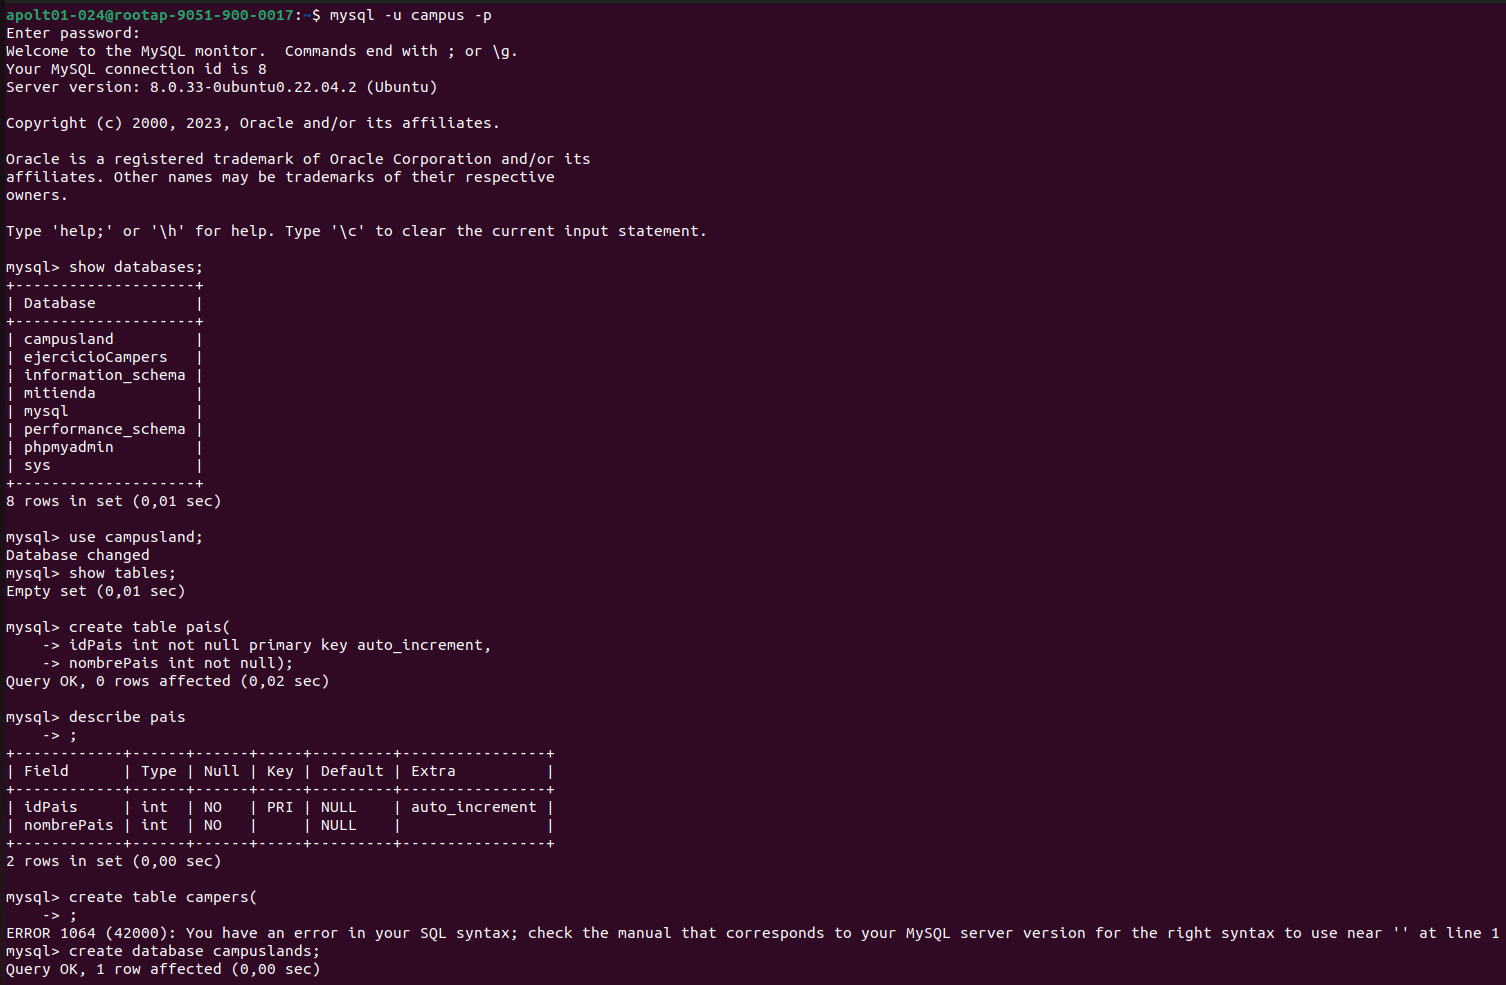 apolt01-024@rootap-9051-900-0017:~$ mysql -u campus -p
Enter password:
Welcome to the MySQL monitor.  Commands end with ; or \g.
Your MySQL connection id is 8
Server version: 8.0.33-0ubuntu0.22.04.2 (Ubuntu)

Copyright (c) 2000, 2023, Oracle and/or its affiliates.

Oracle is a registered trademark of Oracle Corporation and/or its
affiliates. Other names may be trademarks of their respective
owners.

Type 'help;' or '\h' for help. Type '\c' to clear the current input statement.

mysql> show databases;
+--------------------+
| Database           |
+--------------------+
| campusland         |
| ejercicioCampers   |
| information_schema |
| mitienda           |
| mysql              |
| performance_schema |
| phpmyadmin         |
| sys                |
+--------------------+
8 rows in set (0,01 sec)

mysql> use campusland;
Database changed
mysql> show tables;
Empty set (0,01 sec)

mysql> create table pais(
    -> idPais int not null primary key auto_increment,
    -> nombrePais int not null);
Query OK, 0 rows affected (0,02 sec)

mysql> describe pais
    -> ;
+------------+------+------+-----+---------+----------------+
| Field      | Type | Null | Key | Default | Extra          |
+------------+------+------+-----+---------+----------------+
| idPais     | int  | NO   | PRI | NULL    | auto_increment |
| nombrePais | int  | NO   |     | NULL    |                |
+------------+------+------+-----+---------+----------------+
2 rows in set (0,00 sec)

mysql> create table campers(
    -> ;
ERROR 1064 (42000): You have an error in your SQL syntax; check the manual that corresponds to your MySQL server version for the right syntax to use near '' at line 1
mysql> create database campuslands;
Query OK, 1 row affected (0,00 sec)